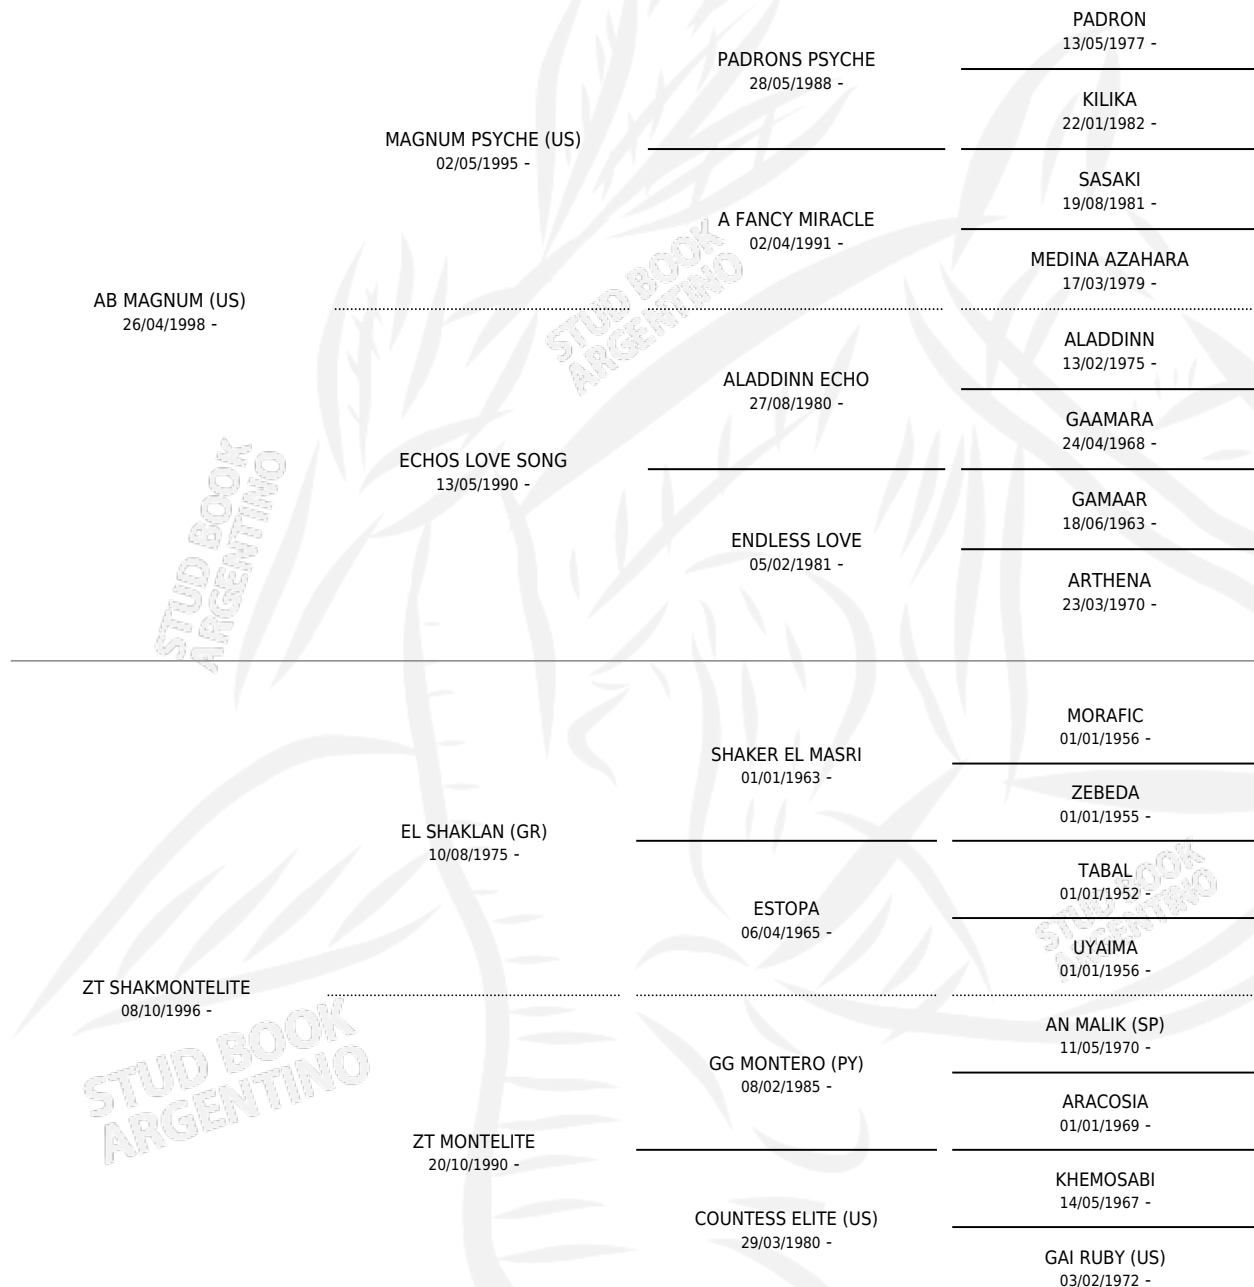 PADRON
13/05/1977 -
PADRONS PSYCHE
28/05/1988 -
KILIKA
22/01/1982 -
MAGNUM PSYCHE (US)
02/05/1995 -
SASAKI
19/08/1981 -
A FANCY MIRACLE
02/04/1991 -
MEDINA AZAHARA
17/03/1979 -
AB MAGNUM (US)
26/04/1998 -
STUD BOOK
ARGENTINO
ALADDINN
13/02/1975 -
ALADDINN ECHO
27/08/1980 -
GAAMARA
24/04/1968 -
ECHOS LOVE SONG
13/05/1990 -
GAMAAR
18/06/1963 -
ENDLESS LOVE
05/02/1981 -
ARTHENA
23/03/1970 -
STUD BOOK
ARGENTINO
MORAFIC
01/01/1956 -
SHAKER EL MASRI
01/01/1963 -
ZEBEDA
01/01/1955 -
EL SHAKLAN (GR)
10/08/1975 -
TABAL
01/01/1952 -
ESTOPA
06/04/1965 -
UYAIMA
01/01/1956 -
STUD BOOK
ARGENTINO
ZT SHAKMONTELITE
08/10/1996 -
AN MALIK (SP)
11/05/1970 -
GG MONTERO (PY)
08/02/1985 -
ARACOSIA
01/01/1969 -
STUD BOOK
ARGENTINO
ZT MONTELITE
20/10/1990 -
KHEMOSABI
14/05/1967 -
COUNTESS ELITE (US)
29/03/1980 -
GAI RUBY (US)
03/02/1972 -